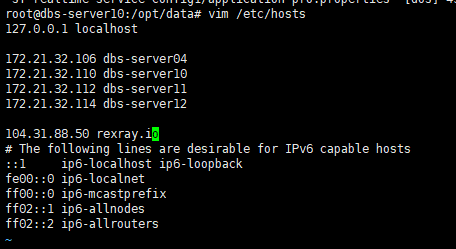 root@dbs-server10:/opt/data# vim /etc/hosts
127.0.0.1 localhost
172.21.32.106 dbs-server04
172.21.32.110 dbs-server10
172.21.32.112 dbs-server11
172.21.32.114 dbs-server12
104.31.88.50 rexray.io
# The following lines are desirable for IPv6 capable hosts
::1     ip6-localhost ip6-loopback
fe00::0 ip6-localnet
ff00::0 ip6-mcastprefix
ff02::1 ip6-allnodes
ff02::2 ip6-allrouters
~